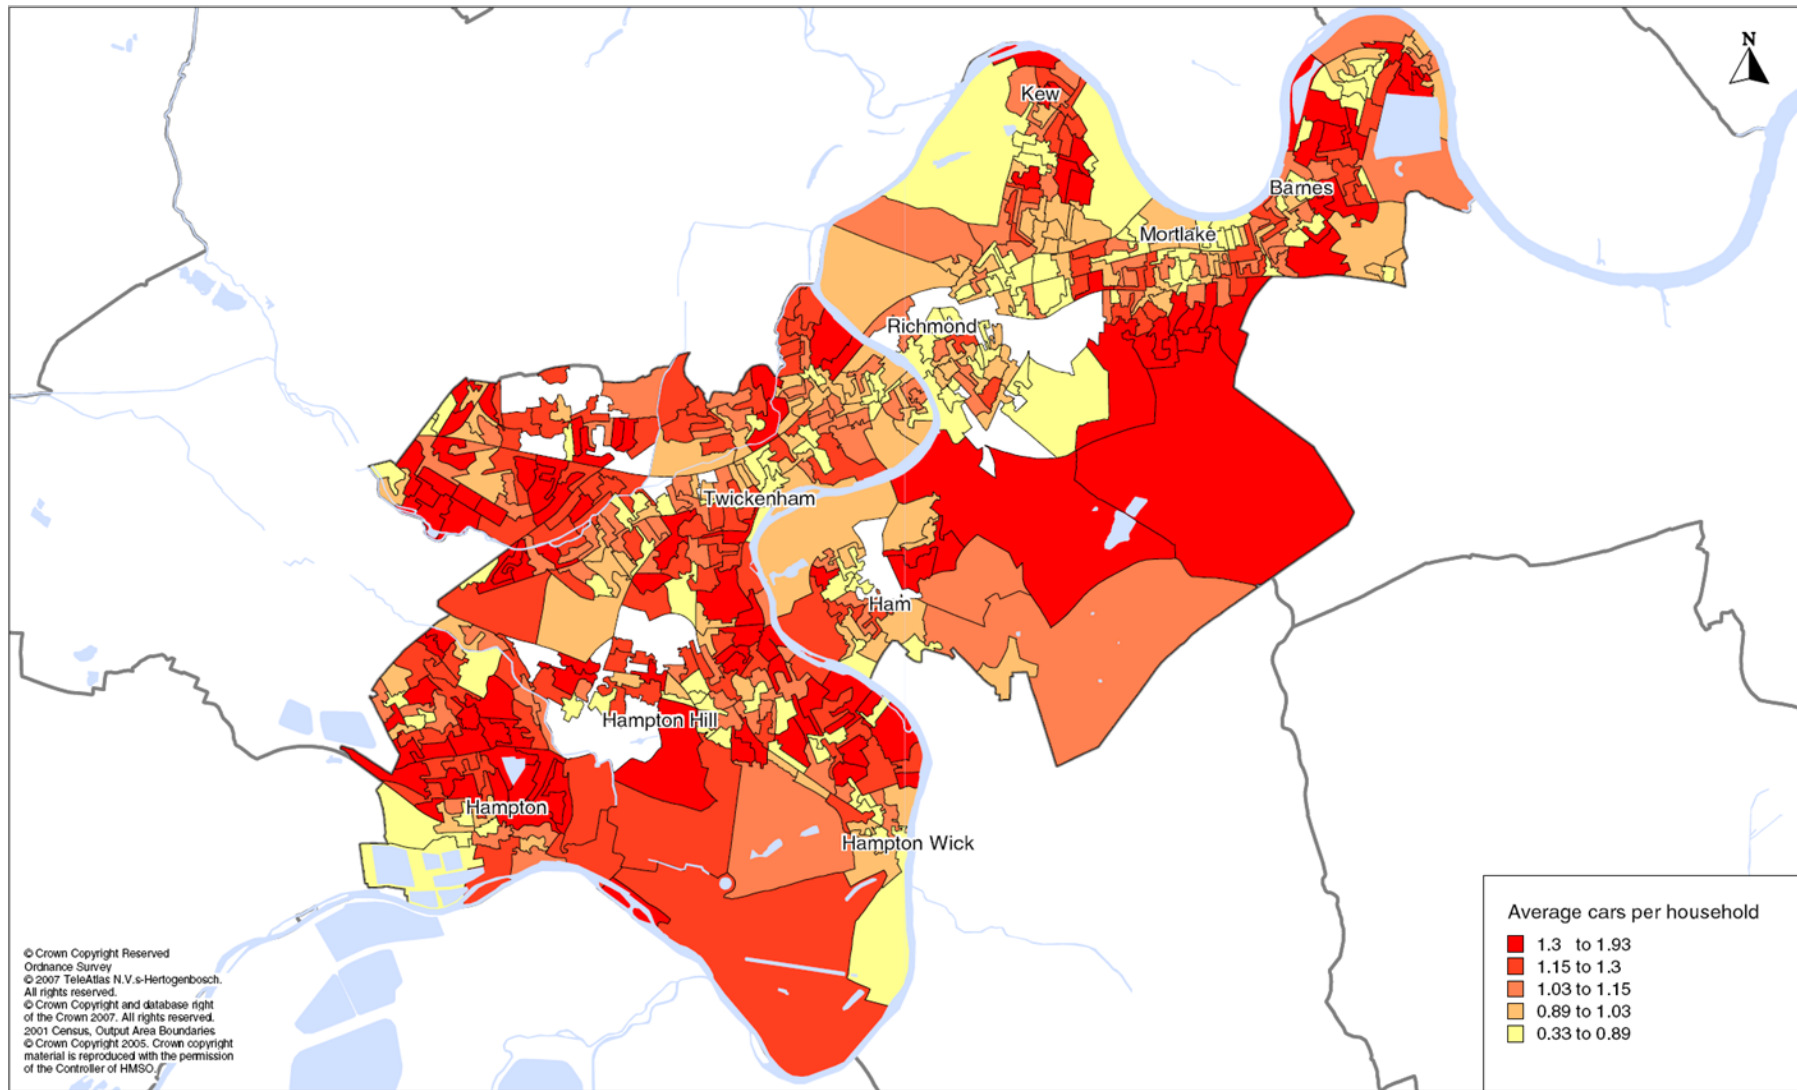 N
Kew
Barnes
Mortlake
Richmond
Twickenham
Ham
Hampton Hill
Hampton
Hampton Wick
Average cars per household
1.3 to 1.93
1.15 to 1.3
1.03 to 1.15
0.89 to 1.03
0.33 to 0.89
© Crown Copyright Reserved
Ordnance Survey
© 2007 TeleAtlas N.V.s-Hertogenbosch.
All rights reserved.
© Crown Copyright and database right
of the Crown 2007. All rights reserved.
2001 Census, Output Area Boundaries
© Crown Copyright 2005. Crown copyright
material is reproduced with the permission
of the Controller of HMSO.